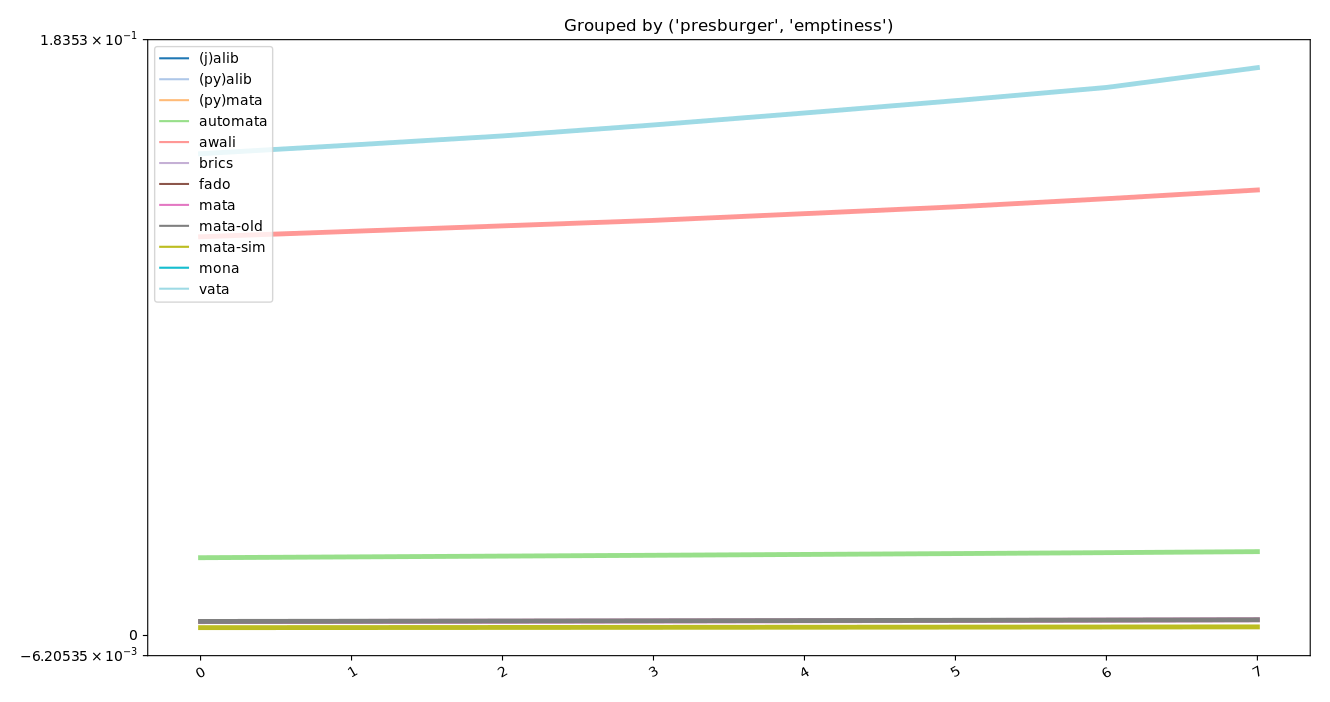 Grouped by ('presburger', 'emptiness')
1.8353 × 10⁻¹
(j)alib
(py)alib
(py)mata
automata
awali
brics
fado
mata
mata-old
mata-sim
mona
vata
0
−6.20535 × 10⁻³
0 1 2 3 4 5 6 7